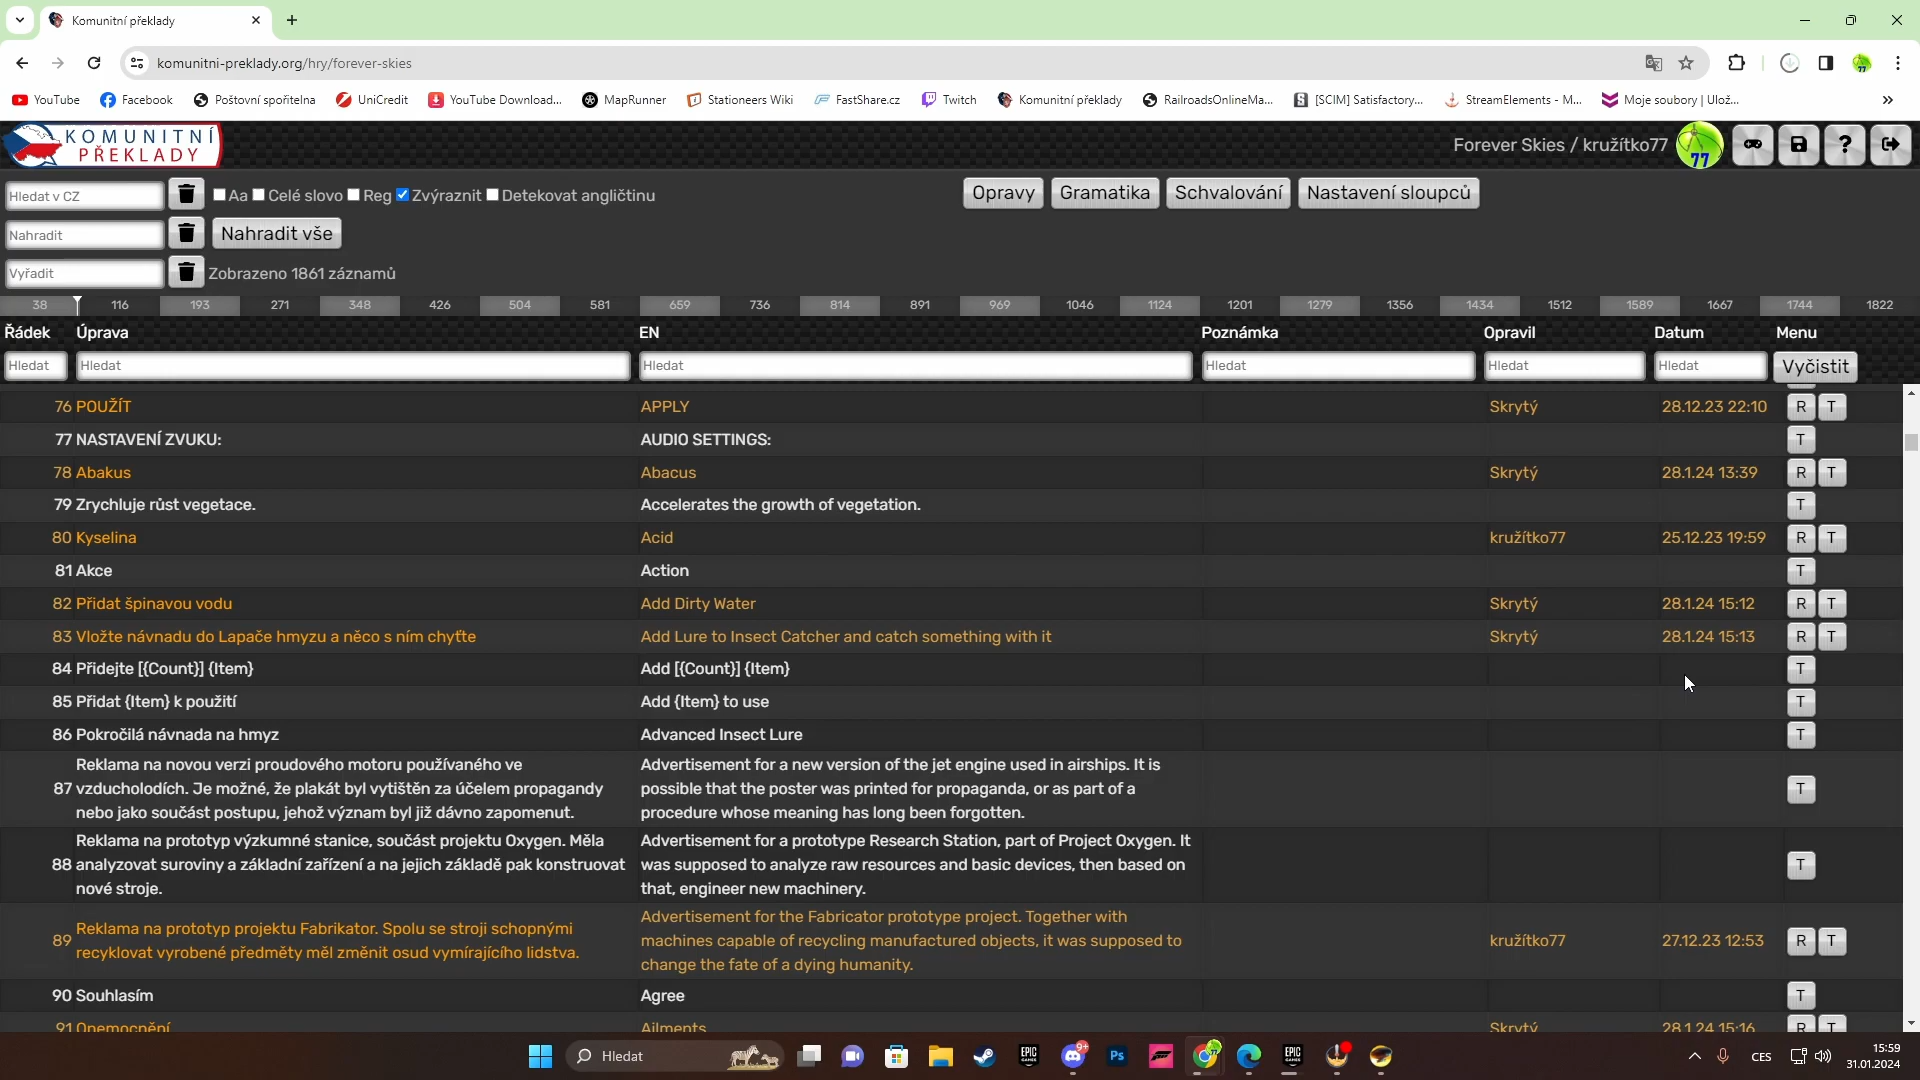 Komunitní překlady
komunitni-preklady.org/hry/forever-skies
YouTube Facebook Poštovní spořitelna UniCredit YouTube Download... MapRunner Stationeers Wiki FastShare.cz Twitch Komunitní překlady RailroadsOnlineMa... [SCIM] Satisfactory... StreamElements - M... Moje soubory | Ulož...
KOMUNITNÍ
PŘEKLADY
Forever Skies / kružítko77 77 ?
Hledat v CZ Aa Celé slovo Reg Zvýraznit Detekovat angličtinu Opravy Gramatika Schvalování Nastavení sloupců
Nahradit Nahradit vše
Vyřadit Zobrazeno 1861 záznamů
38 116 193 271 348 426 504 581 659 736 814 891 969 1046 1124 1201 1279 1356 1434 1512 1589 1667 1744 1822
Řádek Úprava EN Poznámka Opravil Datum Menu
Hledat Hledat Hledat Hledat Hledat Hledat Vyčistit
76 POUŽÍT APPLY Skrytý 28.12.23 22:10 R T
77 NASTAVENÍ ZVUKU: AUDIO SETTINGS: T
78 Abakus Abacus Skrytý 28.1.24 13:39 R T
79 Zrychluje růst vegetace. Accelerates the growth of vegetation. T
80 Kyselina Acid kružítko77 25.12.23 19:59 R T
81 Akce Action T
82 Přidat špinavou vodu Add Dirty Water Skrytý 28.1.24 15:12 R T
83 Vložte návnadu do Lapače hmyzu a něco s ním chyťte Add Lure to Insect Catcher and catch something with it Skrytý 28.1.24 15:13 R T
84 Přidejte [{Count}] {Item} Add [{Count}] {Item} T
85 Přidat {Item} k použití Add {Item} to use T
86 Pokročilá návnada na hmyz Advanced Insect Lure T
Reklama na novou verzi proudového motoru používaného ve Advertisement for a new version of the jet engine used in airships. It is
87 vzducholodích. Je možné, že plakát byl vytištěn za účelem propagandy possible that the poster was printed for propaganda, or as part of a T
nebo jako součást postupu, jehož význam byl již dávno zapomenut. procedure whose meaning has long been forgotten.
Reklama na prototyp výzkumné stanice, součást projektu Oxygen. Měla Advertisement for a prototype Research Station, part of Project Oxygen. It
88 analyzovat suroviny a základní zařízení a na jejich základě pak konstruovat was supposed to analyze raw resources and basic devices, then based on T
nové stroje. that, engineer new machinery.
Reklama na prototyp projektu Fabrikator. Spolu se stroji schopnými Advertisement for the Fabricator prototype project. Together with
89 recyklovat vyrobené předměty měl změnit osud vymírajícího lidstva. machines capable of recycling manufactured objects, it was supposed to kružítko77 27.12.23 12:53 R T
change the fate of a dying humanity.
90 Souhlasím Agree T
91 Onemocnění Ailments Skrytý 28.1.24 15:16 R T
Hledat EPIC GAMES 9+ Ps 77 EPIC GAMES CES 15:59
31.01.2024